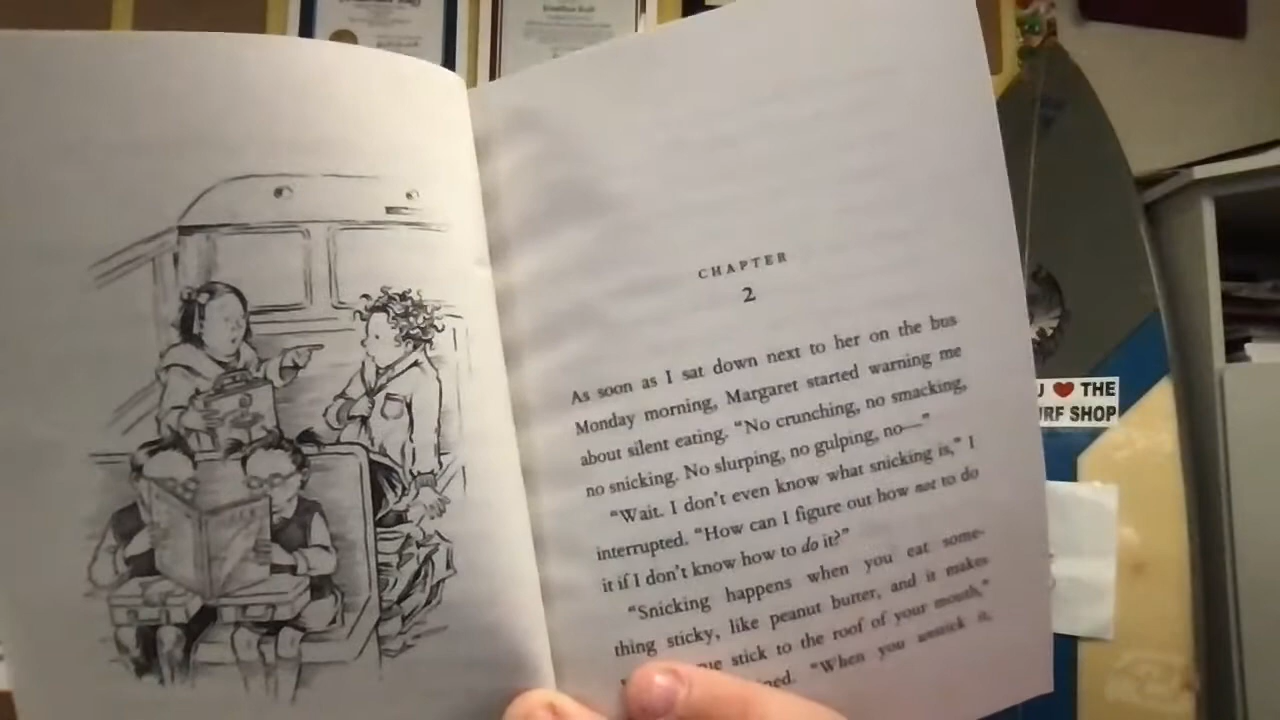 CHAPTER
2
As soon as I sat down next to her on the bus
Monday morning, Margaret started warning me
about silent eating. “No crunching, no smacking,
no snicking. No slurping, no gulping, no—”
“Wait. I don't even know what snicking is,” I
interrupted. “How can I figure out how not to do
it if I don't know how to do it?”
“Snicking happens when you eat some-
thing sticky, like peanut butter, and it makes
stick to the roof of your mouth,”
“When you unstick it,
THE
SHOP